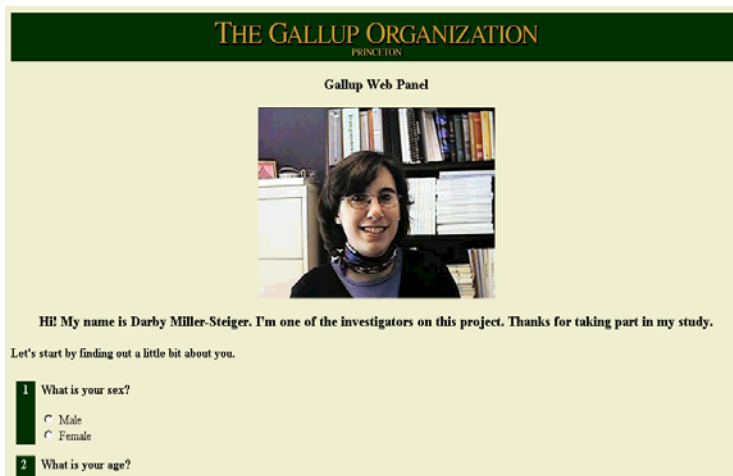 THE GALLUP ORGANIZATION
PRINCETON
Gallup Web Panel
Hi! My name is Darby Miller-Steiger. I'm one of the investigators on this project. Thanks for taking part in my study.
Let's start by finding out a little bit about you.
1 What is your sex?
Male
Female
2 What is your age?